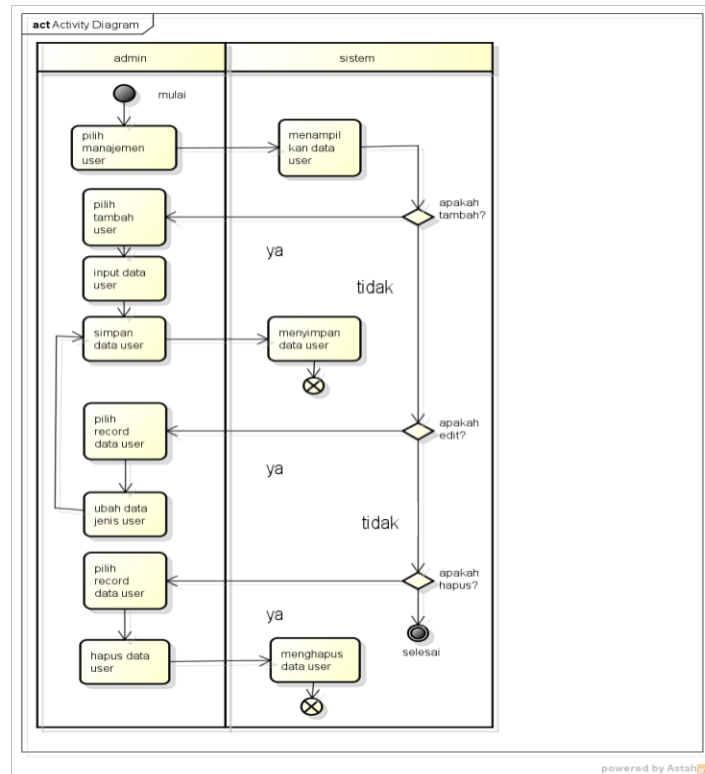 act Activity Diagram
admin
sistem
mulai
pilih
manajemen
user
menampil
kan data
user
apakah
tambah?
pilih
tambah
user
ya
input data
user
tidak
simpan
data user
menyimpan
data user
apakah
edit?
pilih
record
data user
ya
ubah data
jenis user
tidak
apakah
hapus?
pilih
record
data user
ya
selesai
hapus data
user
menghapus
data user
powered by Astah